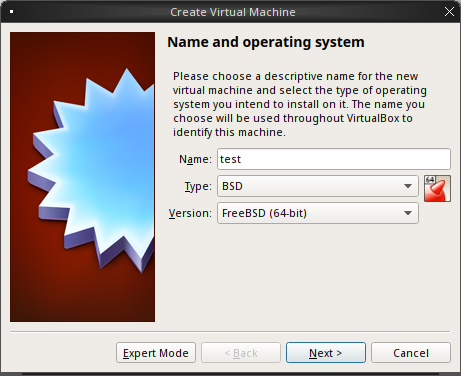 Create Virtual Machine
Name and operating system
Please choose a descriptive name for the new
virtual machine and select the type of operating
system you intend to install on it. The name you
choose will be used throughout VirtualBox to
identify this machine.
Name: test
Type: BSD
64
Version: FreeBSD (64-bit)
Expert Mode < Back Next > Cancel